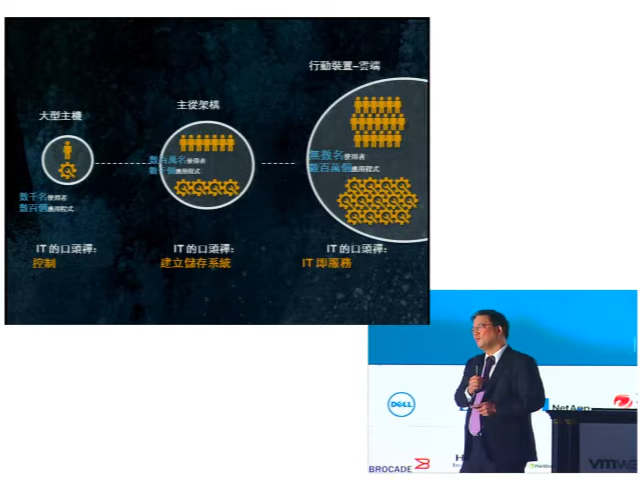 行動裝置–雲端
主從架構
大型主機
數百萬名使用者
數千個應用程式
無數名使用者
數百萬個應用程式
數千名使用者
數百個應用程式
IT 的口頭禪:
控制
IT 的口頭禪:
建立儲存系統
IT 的口頭禪:
IT 即服務
DELL
NetApp
BROCADE
vmwa